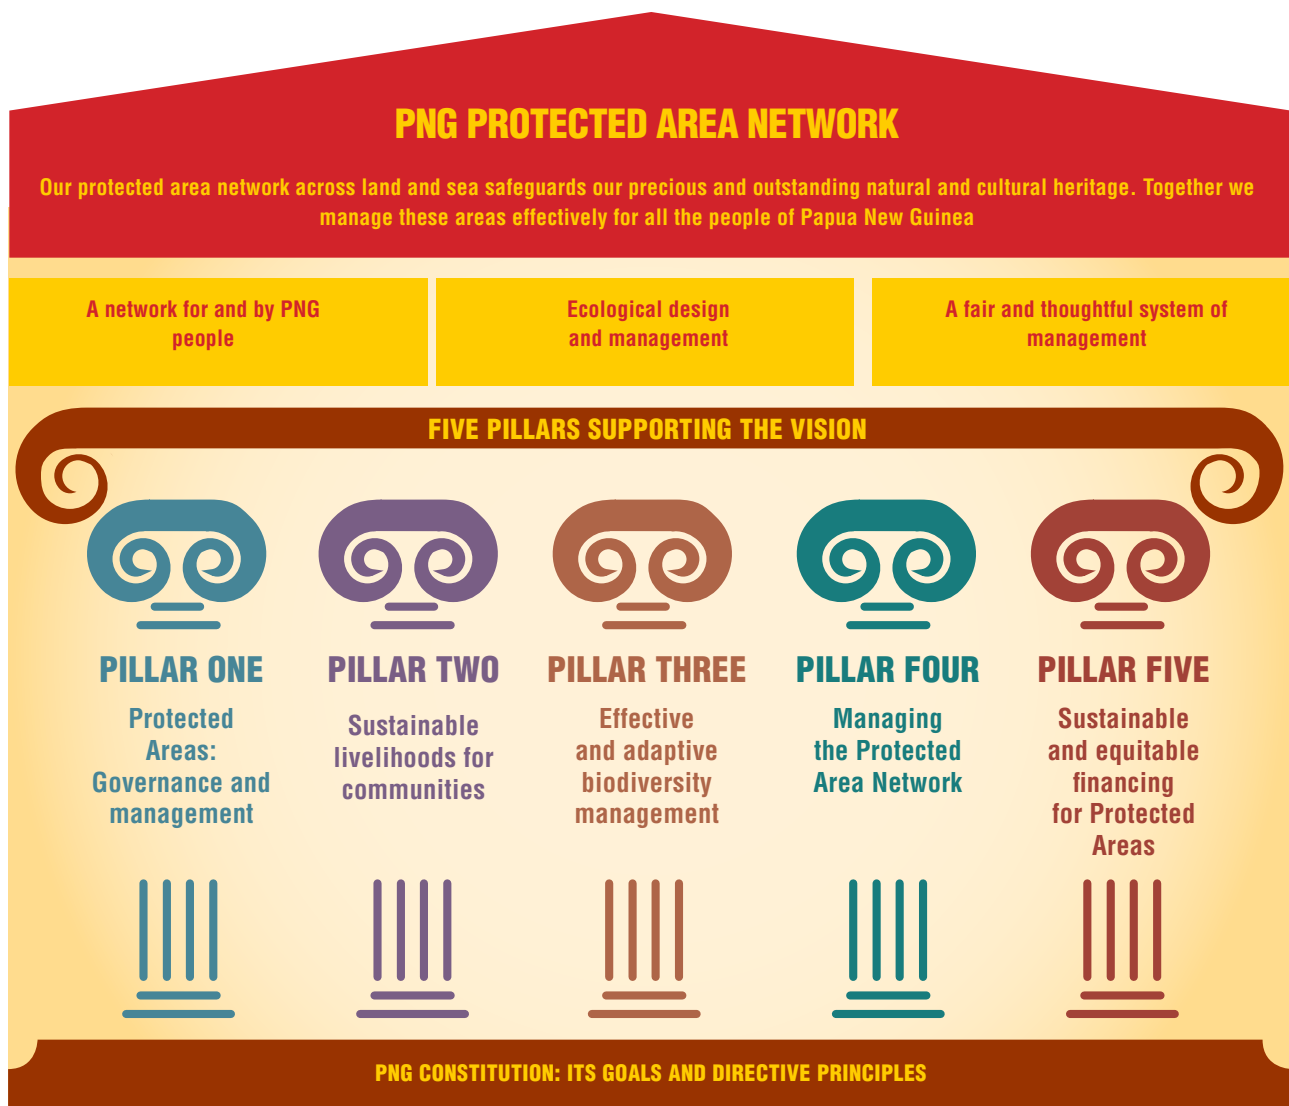 PNG PROTECTED AREA NETWORK
Our protected area network across land and sea safeguards our precious and outstanding natural and cultural heritage. Together we
manage these areas effectively for all the people of Papua New Guinea
A network for and by PNG
people
Ecological design
and management
A fair and thoughtful system of
management
FIVE PILLARS SUPPORTING THE VISION
PILLAR ONE
Protected
Areas:
Governance and
management
PILLAR TWO
Sustainable
livelihoods for
communities
PILLAR THREE
Effective
and adaptive
biodiversity
management
PILLAR FOUR
Managing
the Protected
Area Network
PILLAR FIVE
Sustainable
and equitable
financing
for Protected
Areas
PNG CONSTITUTION: ITS GOALS AND DIRECTIVE PRINCIPLES